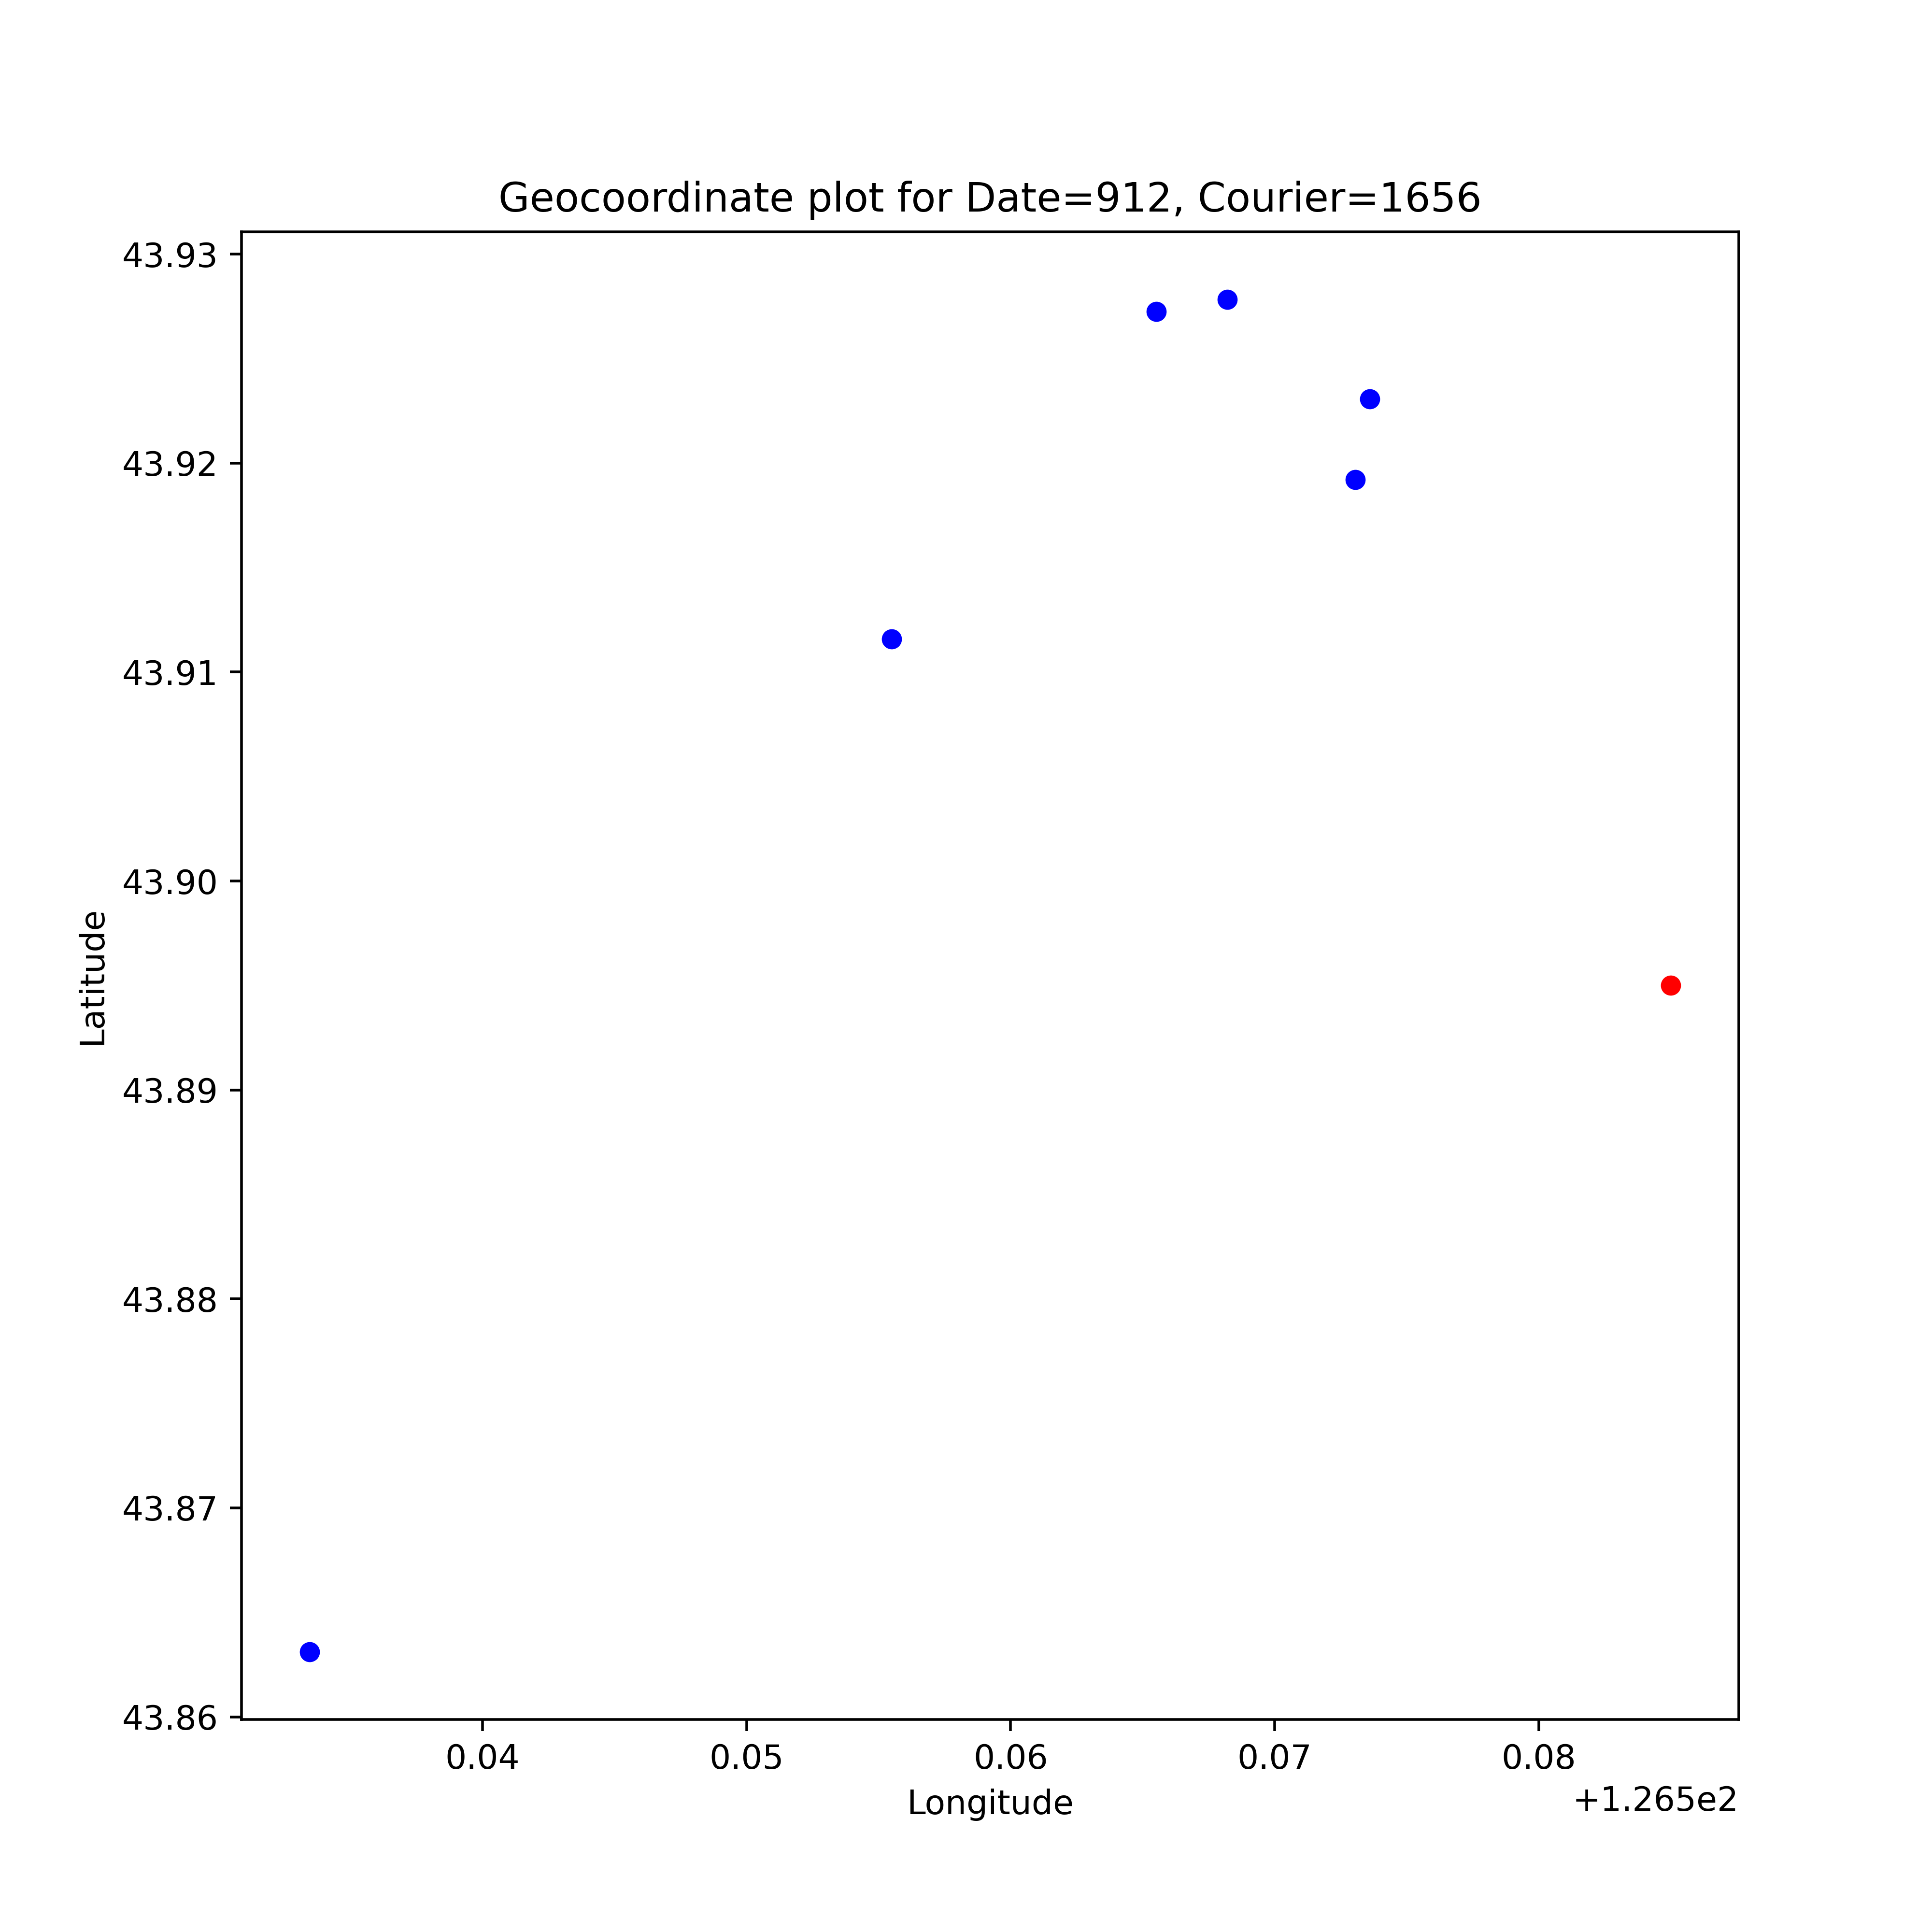 Geocoordinate plot for Date=912, Courier=1656
43.93
43.92
43.91
43.90
43.89
43.88
43.87
43.86
Latitude
0.04 0.05 0.06 0.07 0.08
+1.265e2
Longitude